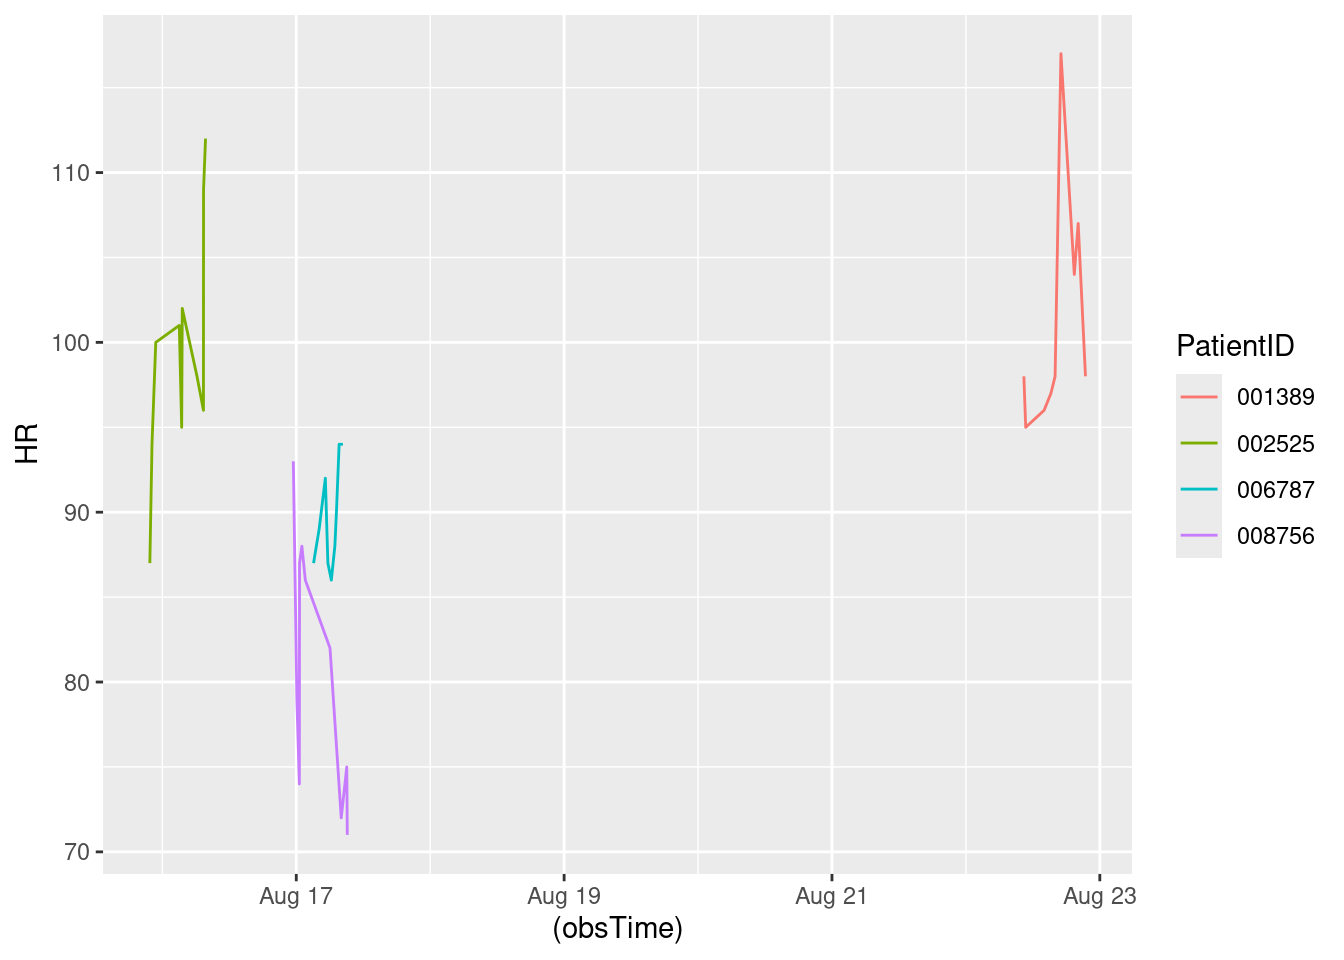 110
100
90
80
70
HR
Aug 17
Aug 19
Aug 21
Aug 23
(obsTime)
PatientID
001389
002525
006787
008756